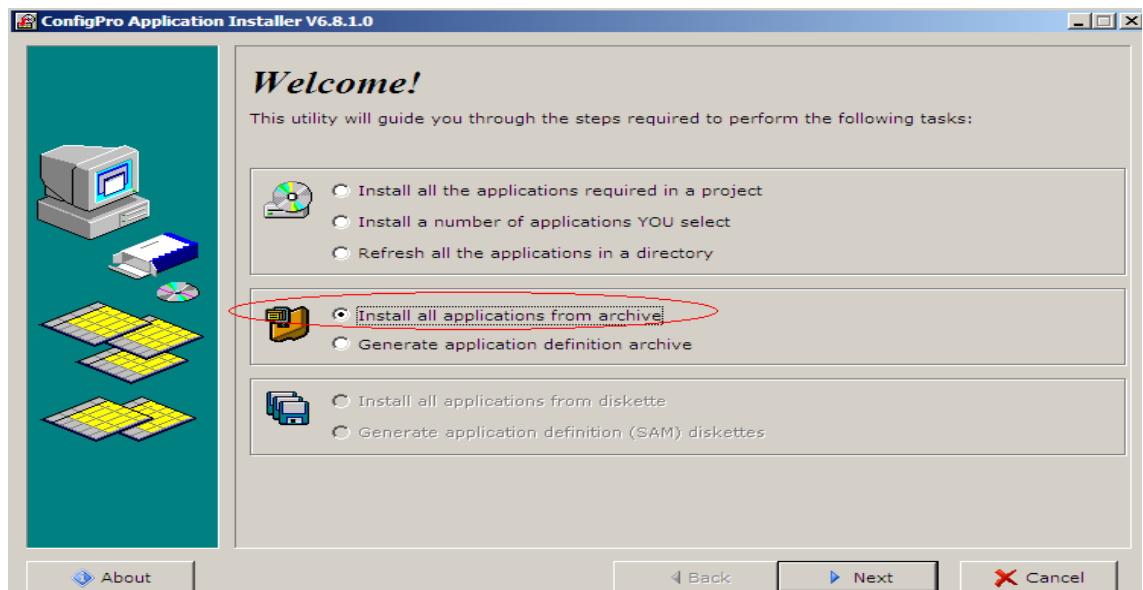 ConfigPro Application Installer V6.8.1.0
Welcome!
This utility will guide you through the steps required to perform the following tasks:
Install all the applications required in a project
Install a number of applications YOU select
Refresh all the applications in a directory
Install all applications from archive
Generate application definition archive
Install all applications from diskette
Generate application definition (SAM) diskettes
About
Back
Next
Cancel